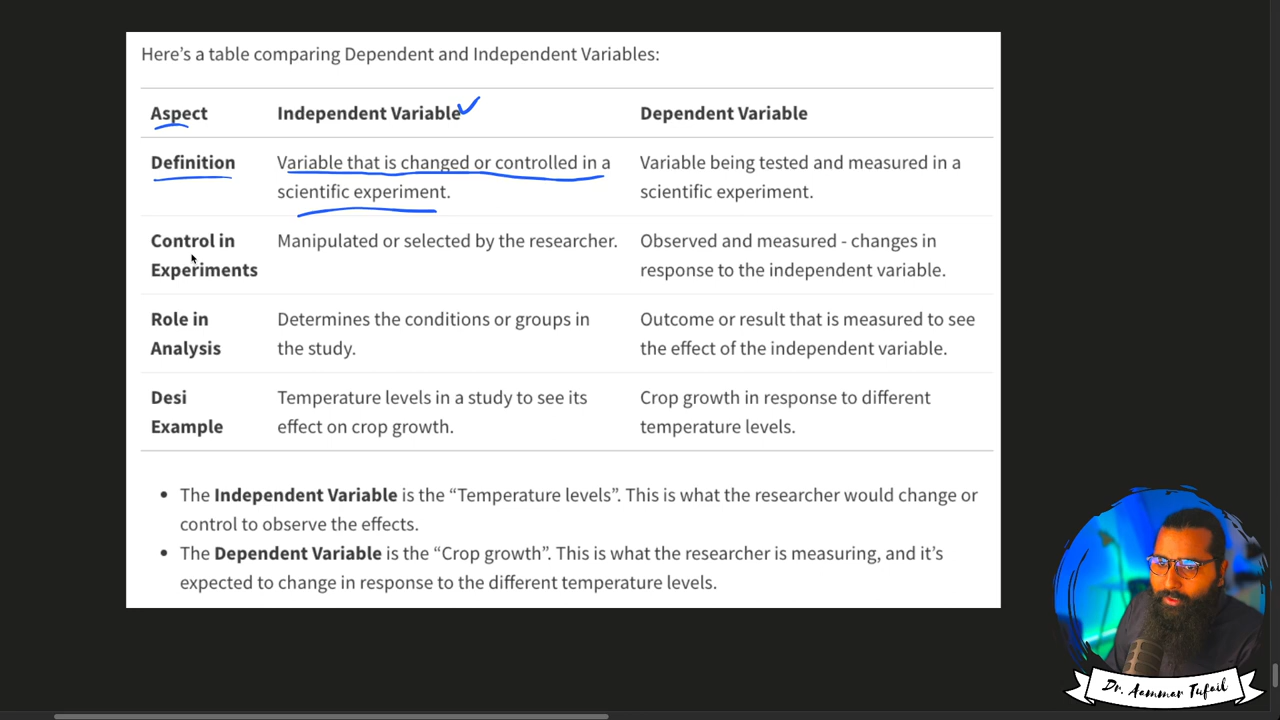 Here's a table comparing Dependent and Independent Variables:
Aspect Independent Variable Dependent Variable
Definition Variable that is changed or controlled in a Variable being tested and measured in a
scientific experiment. scientific experiment.
Control in Manipulated or selected by the researcher. Observed and measured - changes in
Experiments response to the independent variable.
Role in Determines the conditions or groups in Outcome or result that is measured to see
Analysis the study. the effect of the independent variable.
Desi Temperature levels in a study to see its Crop growth in response to different
Example effect on crop growth. temperature levels.
• The Independent Variable is the “Temperature levels”. This is what the researcher would change or
control to observe the effects.
• The Dependent Variable is the “Crop growth”. This is what the researcher is measuring, and it's
expected to change in response to the different temperature levels.
Dr. Aammar Tufail